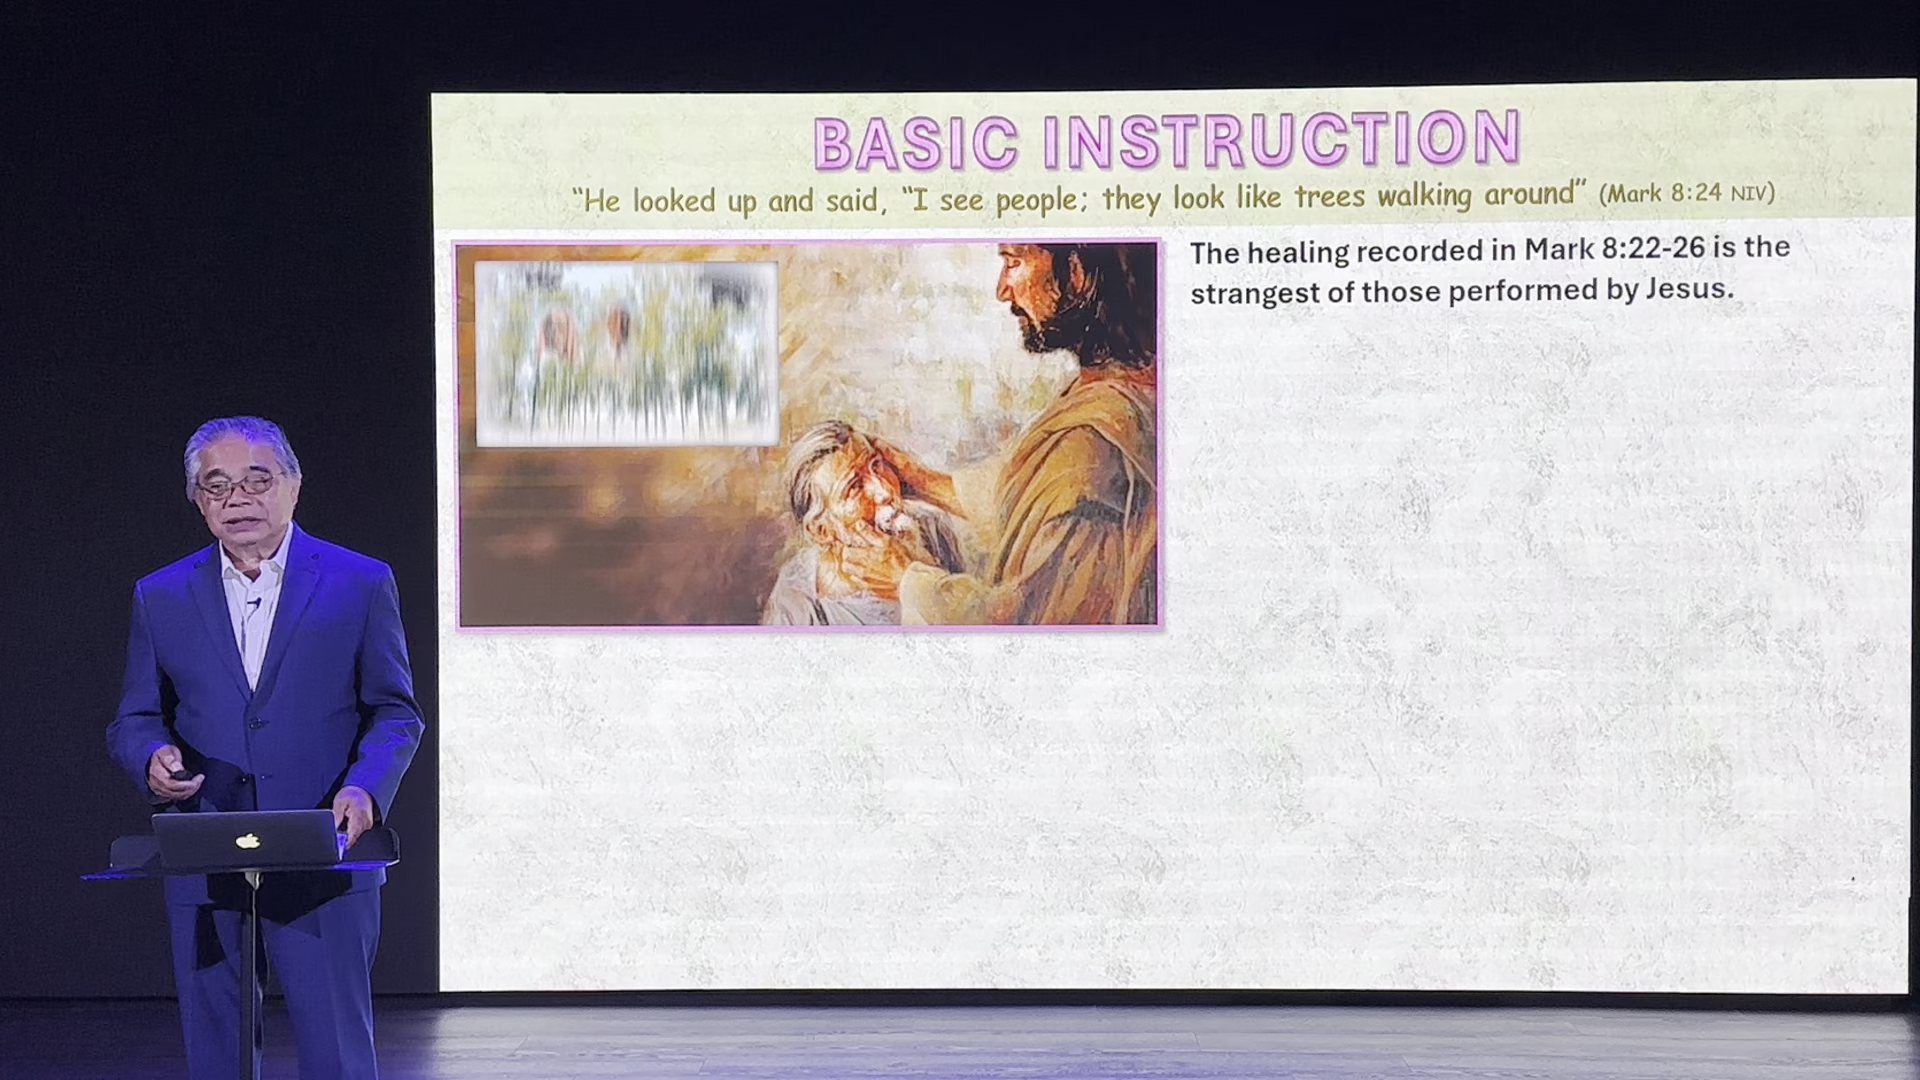 BASIC INSTRUCTION
“He looked up and said, “I see people; they look like trees walking around” (Mark 8:24 NIV)
The healing recorded in Mark 8:22-26 is the
strangest of those performed by Jesus.